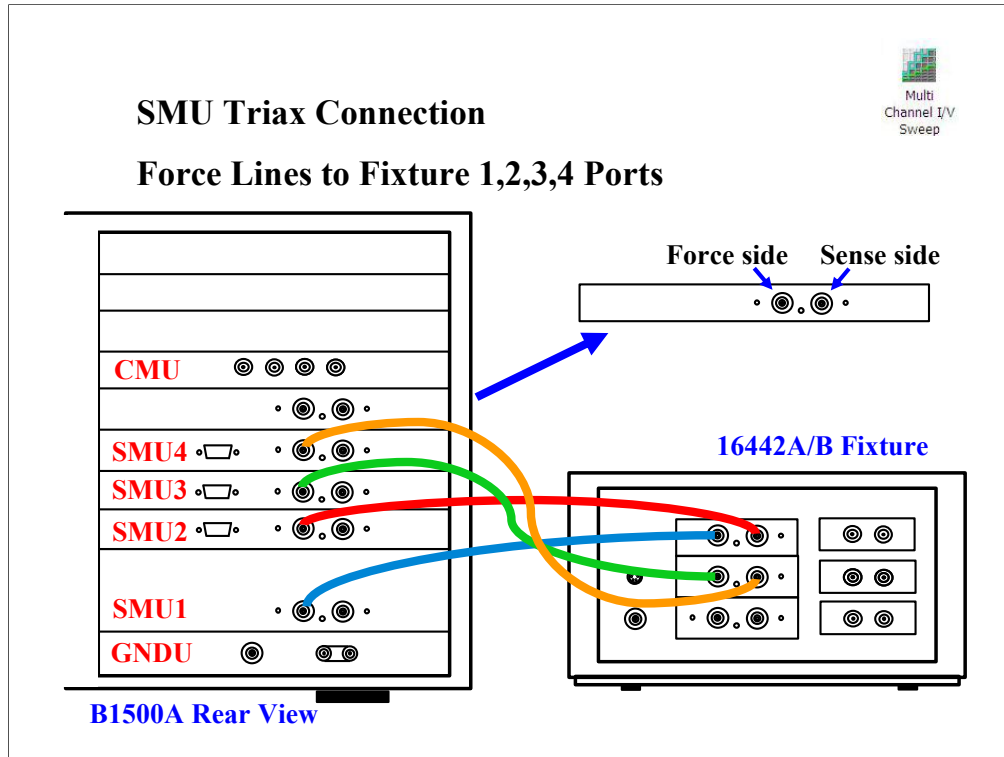 Multi
Channel I/V
Sweep
SMU Triax Connection
Force Lines to Fixture 1,2,3,4 Ports
Force side
Sense side
CMU
SMU4
SMU3
SMU2
SMU1
GNDU
16442A/B Fixture
B1500A Rear View